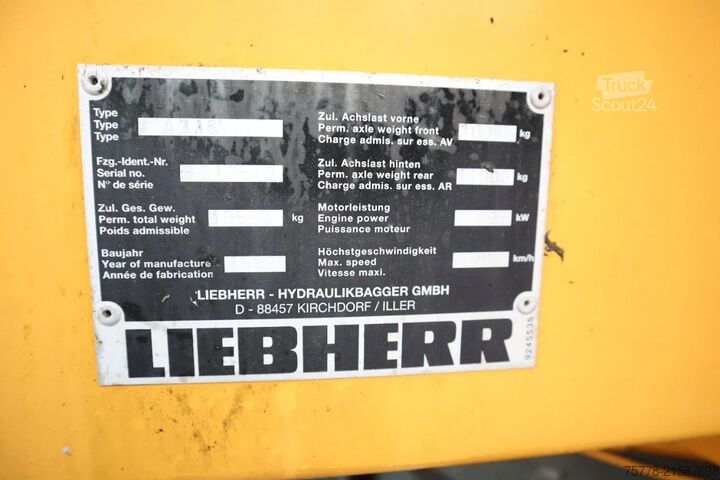 Truck
Scout24
Type
Type
Type
Fzg.-Ident.-Nr.
Serial no.
N° de série
Zul. Ges. Gew.
Perm. total weight kg
Poids admissible
Baujahr
Year of manufacture
Année de fabrication
Zul. Achslast vorne
Perm. axle weight front kg
Charge admis. sur ess. AV
Zul. Achslast hinten
Perm. axle weight rear kg
Charge admis. sur ess. AR
Motorleistung
Engine power kW
Puissance moteur
Höchstgeschwindigkeit
Max. speed km/h
Vitesse maxi.
LIEBHERR - HYDRAULIKBAGGER GMBH
D - 88457 KIRCHDORF / ILLER
LIEBHERR
9245535